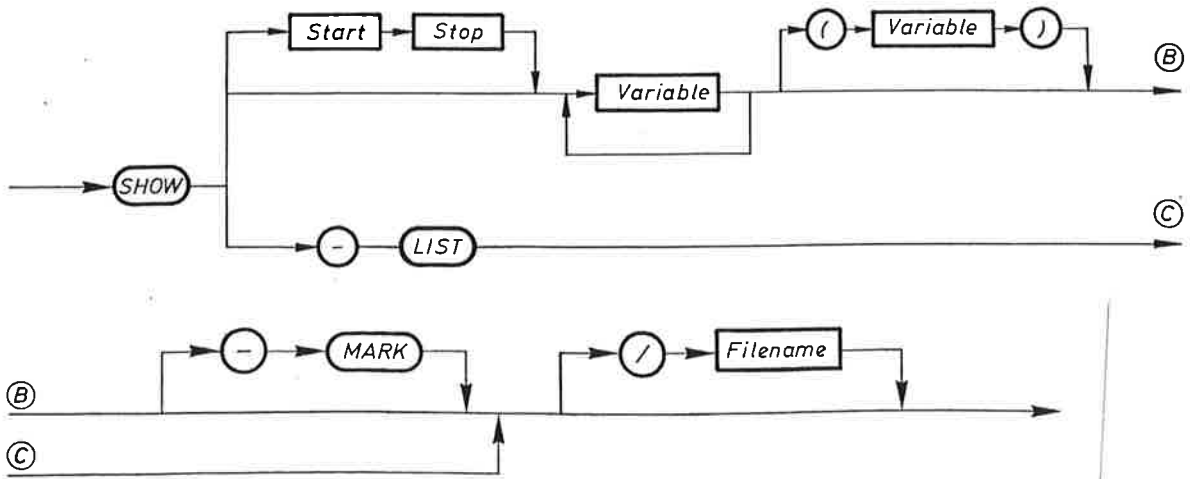 Start Stop
( Variable )
B
Variable
SHOW
C
- LIST
- MARK
/ Filename
B
C